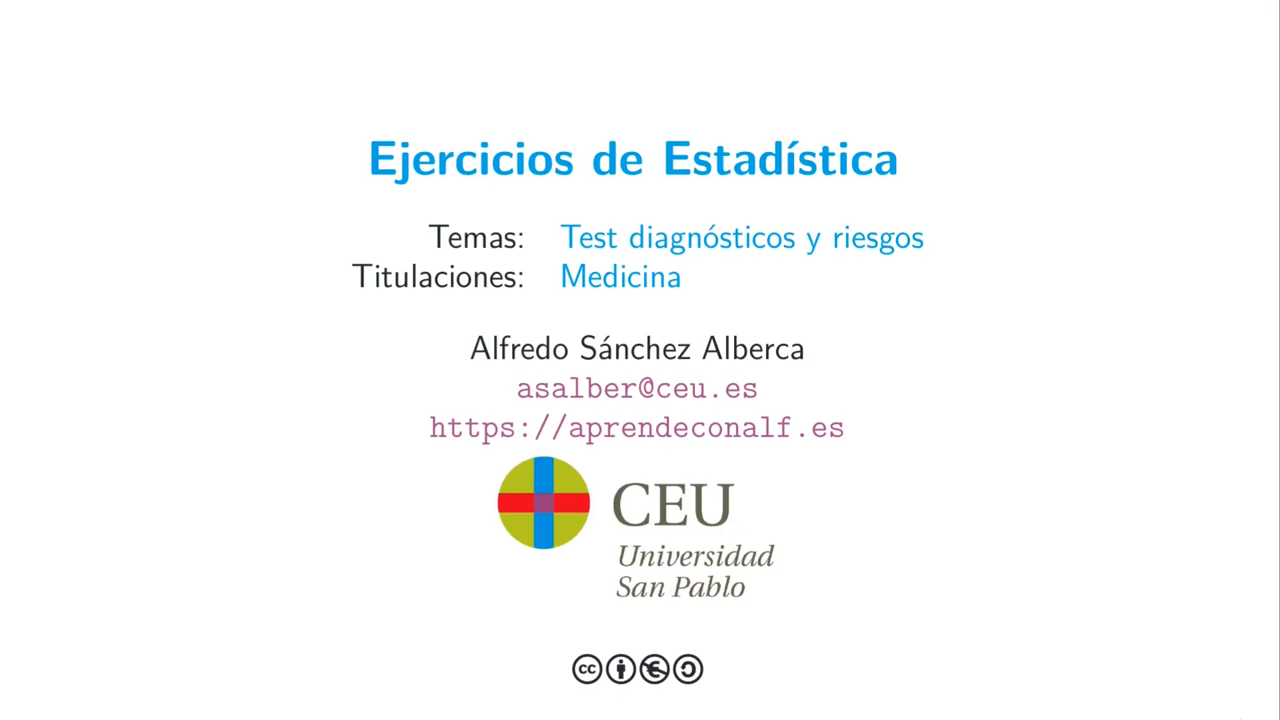 Ejercicios de Estadística
Temas: Test diagnósticos y riesgos
Titulaciones: Medicina
Alfredo Sánchez Alberca
asalber@ceu.es
https://aprendeconalf.es
CEU
Universidad
San Pablo
cc